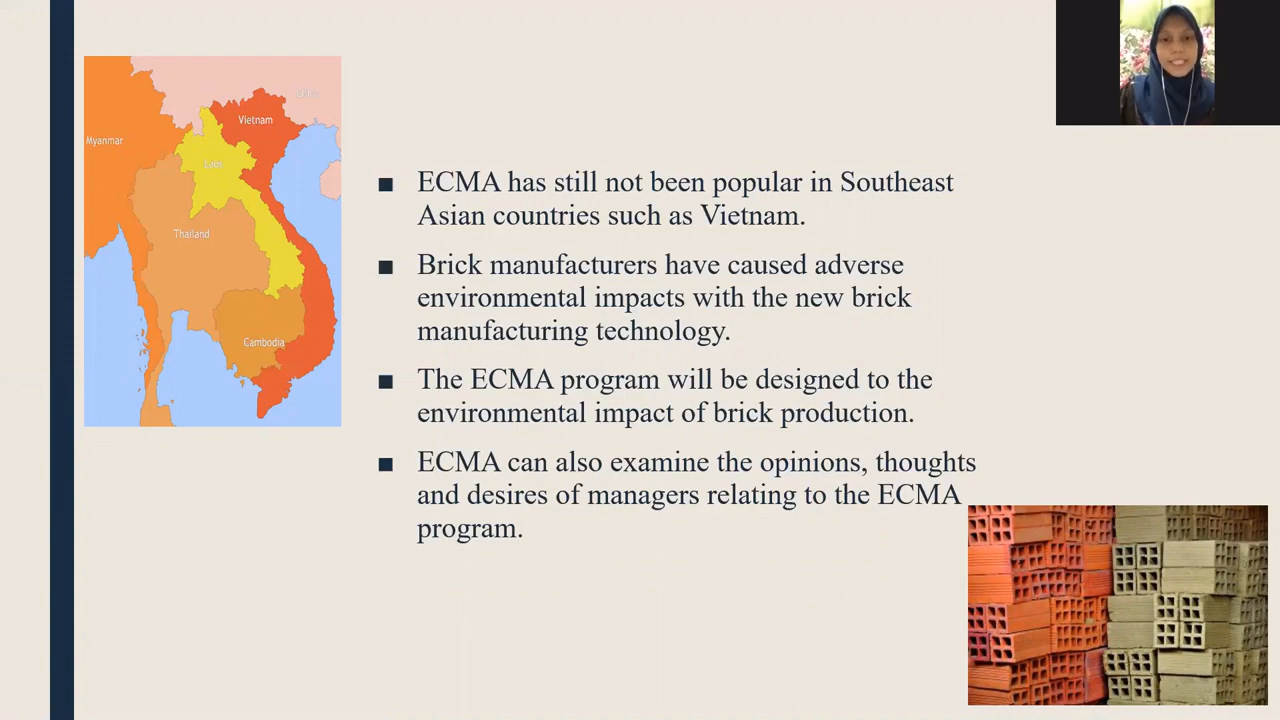 China
Vietnam
Myanmar
Laos
Thailand
Cambodia
■ ECMA has still not been popular in Southeast
Asian countries such as Vietnam.
■ Brick manufacturers have caused adverse
environmental impacts with the new brick
manufacturing technology.
■ The ECMA program will be designed to the
environmental impact of brick production.
■ ECMA can also examine the opinions, thoughts
and desires of managers relating to the ECMA
program.